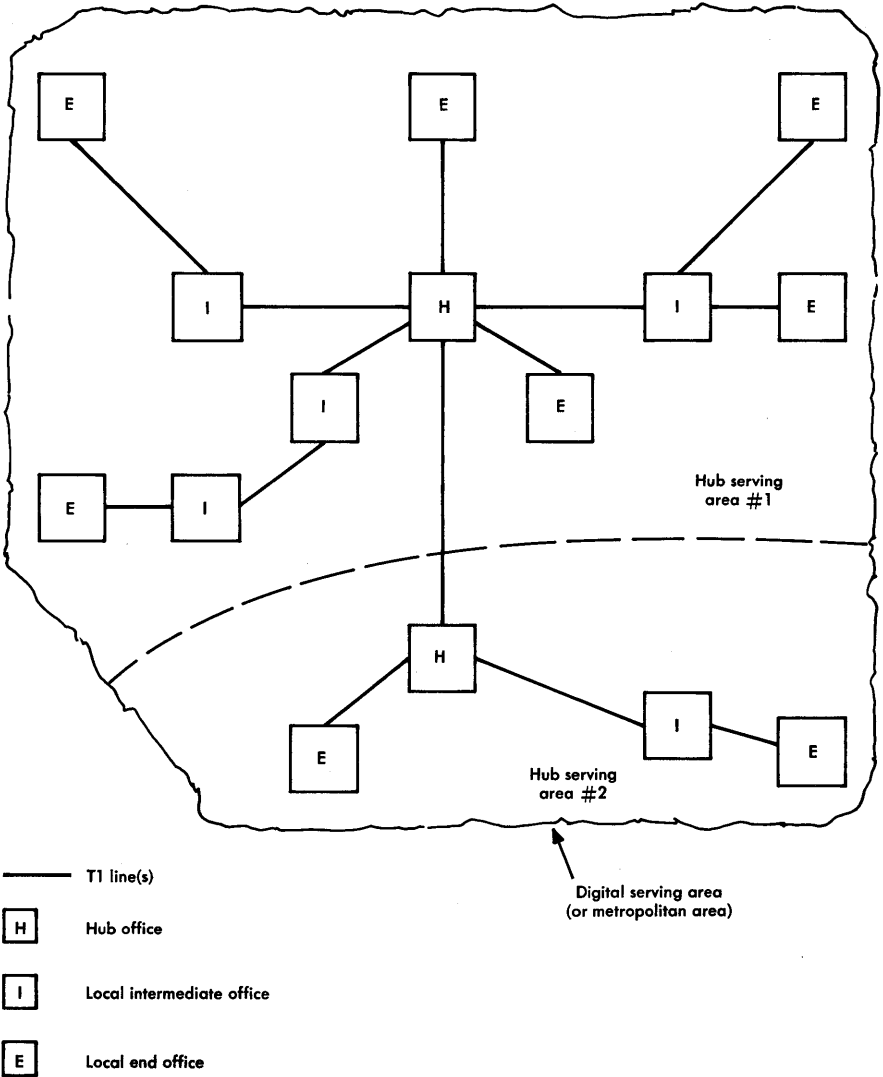 E
E
E
I
H
I
E
I
E
E
I
Hub serving
area #1
H
I
E
E
Hub serving
area #2
Digital serving area
(or metropolitan area)
T1 line(s)
H Hub office
I Local intermediate office
E Local end office